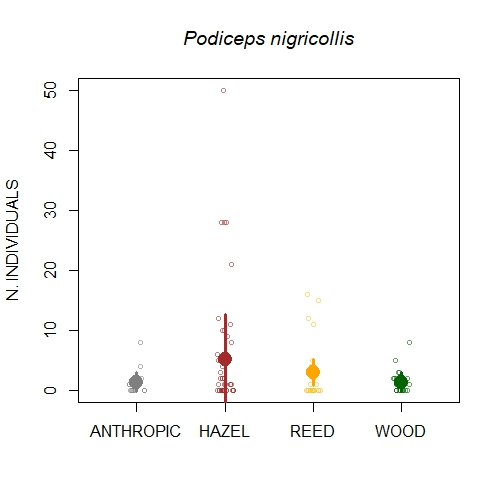 Podiceps nigricollis
N. INDIVIDUALS
50
40
30
20
10
0
ANTHROPIC HAZEL REED WOOD